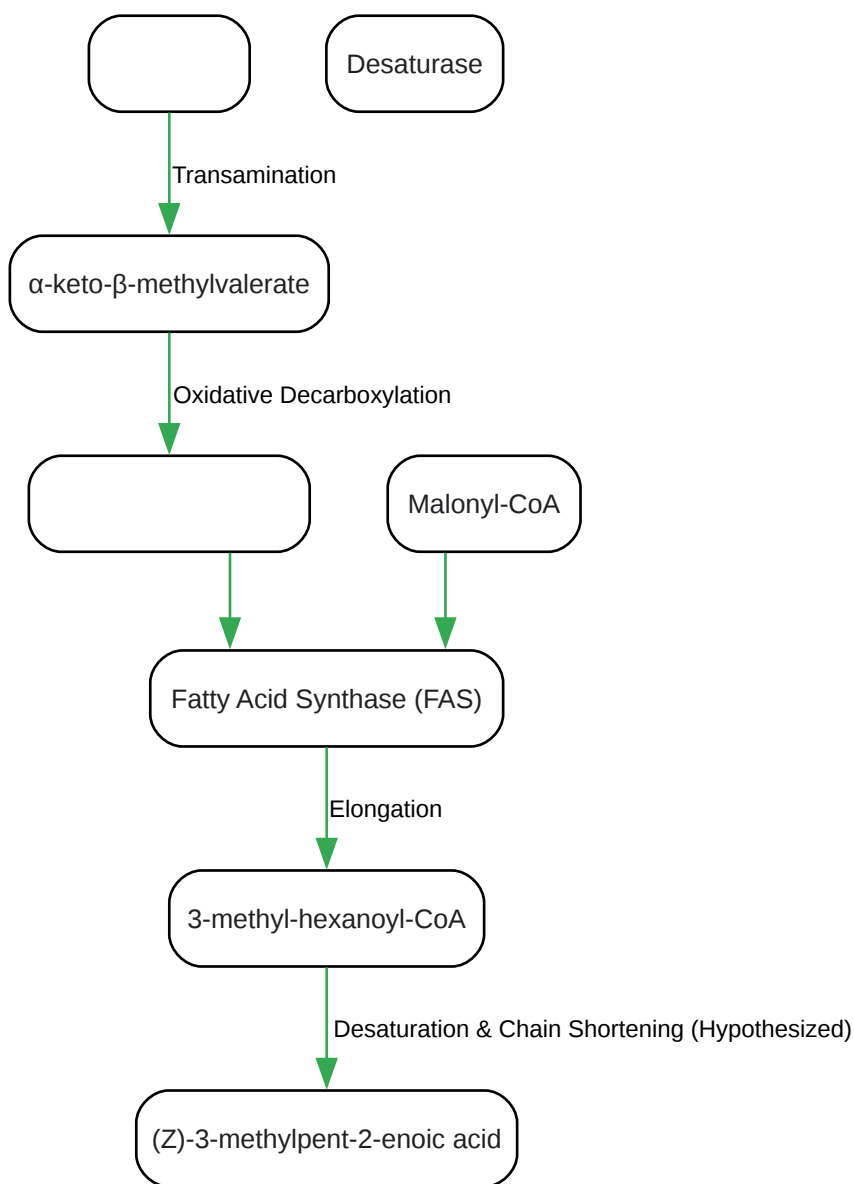 Desaturase
Transamination
α-keto-β-methylvalerate
Oxidative Decarboxylation
Malonyl-CoA
Fatty Acid Synthase (FAS)
Elongation
3-methyl-hexanoyl-CoA
Desaturation & Chain Shortening (Hypothesized)
(Z)-3-methylpent-2-enoic acid